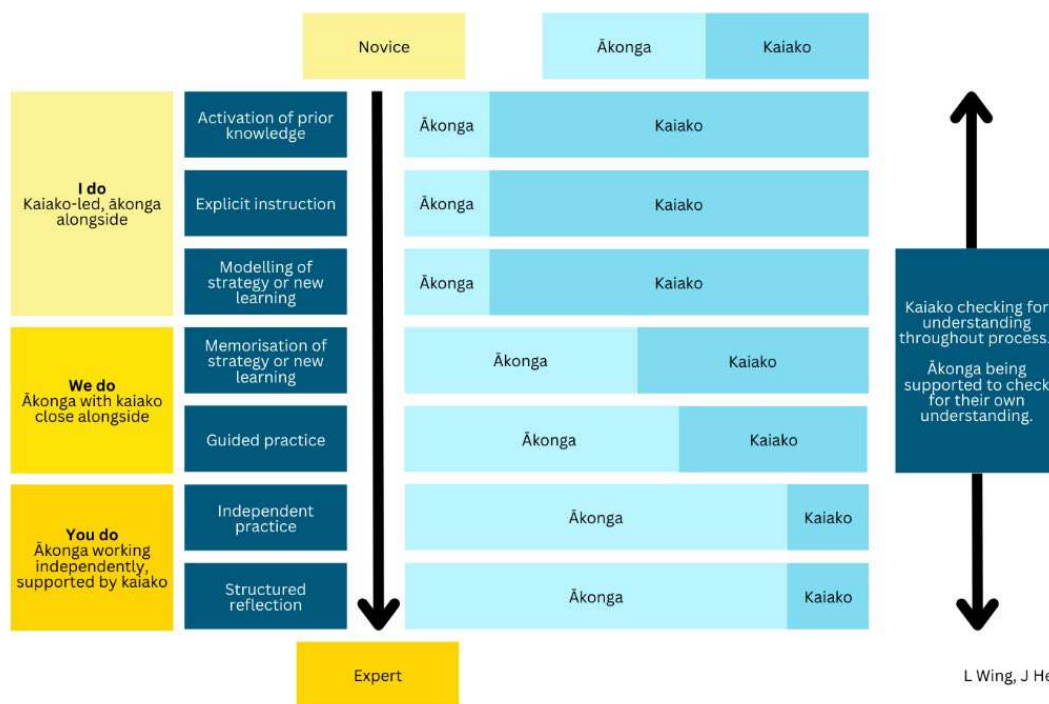 Novice
Ākonga
Kaiako
I do
Kaiako-led, ākonga
alongside
Activation of prior
knowledge
Ākonga
Kaiako
Explicit instruction
Ākonga
Kaiako
Modelling of
strategy or new
learning
Ākonga
Kaiako
We do
Ākonga with kaiako
close alongside
Memorisation of
strategy or new
learning
Ākonga
Kaiako
Guided practice
Ākonga
Kaiako
You do
Ākonga working
independently,
supported by kaiako
Independent
practice
Ākonga
Kaiako
Structured
reflection
Ākonga
Kaiako
Kaiako checking for
understanding
throughout process.
Ākonga being
supported to check
for their own
understanding.
Expert
L Wing, J He